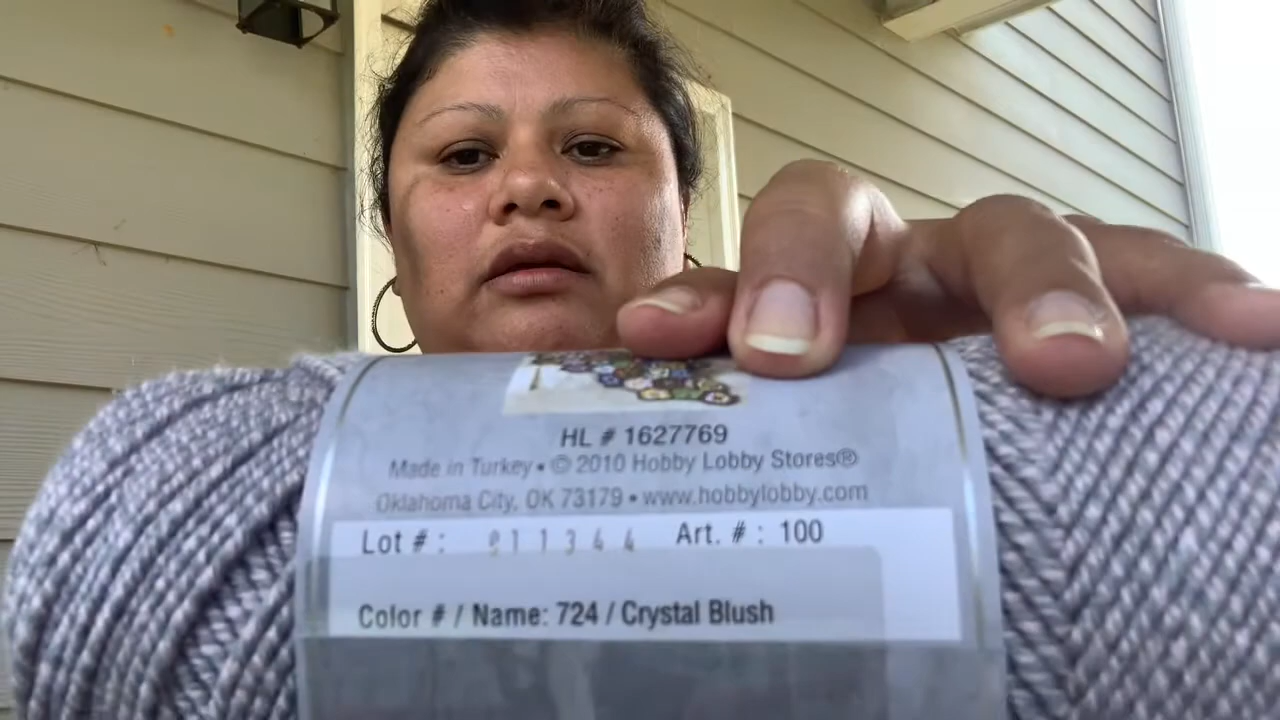 HL # 1627769
Made in Turkey • © 2010 Hobby Lobby Stores®
Oklahoma City, OK 73179 • www.hobbylobby.com
Lot # : 811344 Art. # : 100
Color # / Name: 724 / Crystal Blush